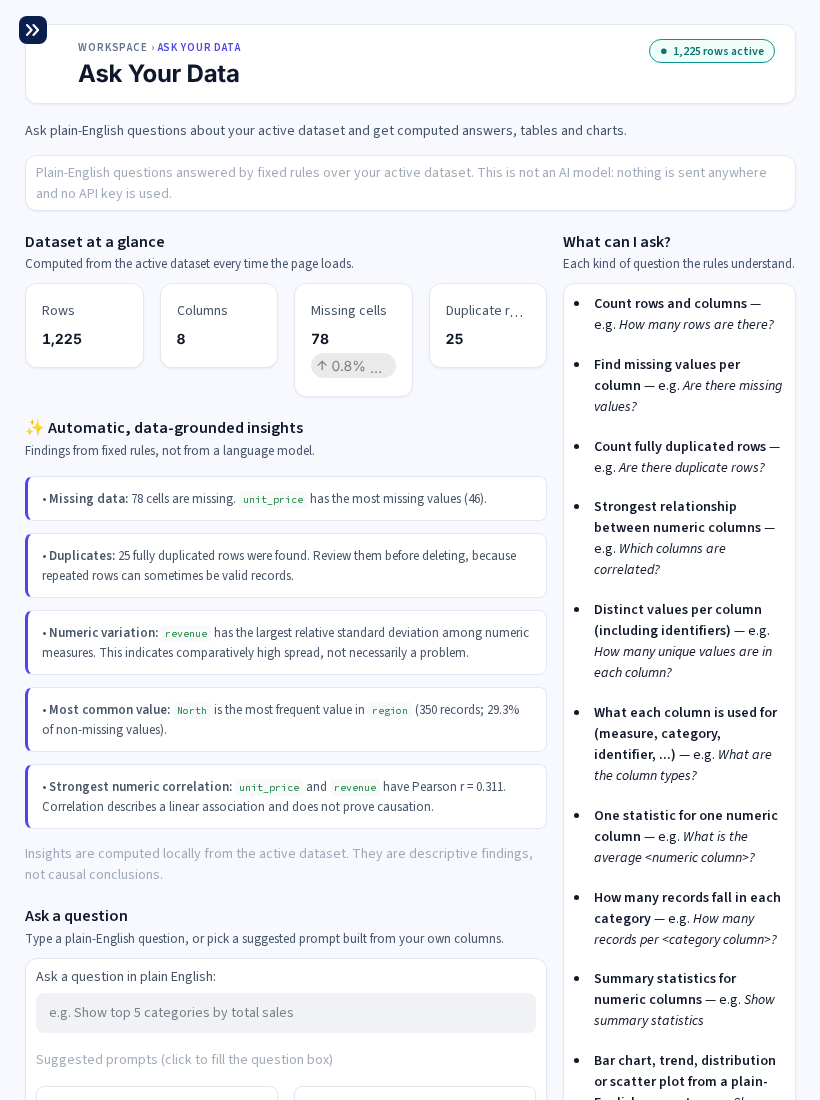 WORKSPACE › ASK YOUR DATA
Ask Your Data
1,225 rows active
Ask plain-English questions about your active dataset and get computed answers, tables and charts.
Plain-English questions answered by fixed rules over your active dataset. This is not an AI model: nothing is sent anywhere
and no API key is used.
Dataset at a glance
Computed from the active dataset every time the page loads.
Rows
1,225
Columns
8
Missing cells
78
↑ 0.8% ...
Duplicate r...
25
✨ Automatic, data-grounded insights
Findings from fixed rules, not from a language model.
• Missing data: 78 cells are missing. unit_price has the most missing values (46).
• Duplicates: 25 fully duplicated rows were found. Review them before deleting, because
repeated rows can sometimes be valid records.
• Numeric variation: revenue has the largest relative standard deviation among numeric
measures. This indicates comparatively high spread, not necessarily a problem.
• Most common value: North is the most frequent value in region (350 records; 29.3%
of non-missing values).
• Strongest numeric correlation: unit_price and revenue have Pearson r = 0.311.
Correlation describes a linear association and does not prove causation.
Insights are computed locally from the active dataset. They are descriptive findings,
not causal conclusions.
Ask a question
Type a plain-English question, or pick a suggested prompt built from your own columns.
Ask a question in plain English:
e.g. Show top 5 categories by total sales
Suggested prompts (click to fill the question box)
What can I ask?
Each kind of question the rules understand.
• Count rows and columns —
e.g. How many rows are there?
• Find missing values per
column — e.g. Are there missing
values?
• Count fully duplicated rows —
e.g. Are there duplicate rows?
• Strongest relationship
between numeric columns —
e.g. Which columns are
correlated?
• Distinct values per column
(including identifiers) — e.g.
How many unique values are in
each column?
• What each column is used for
(measure, category,
identifier, ...) — e.g. What are
the column types?
• One statistic for one numeric
column — e.g. What is the
average <numeric column>?
• How many records fall in each
category — e.g. How many
records per <category column>?
• Summary statistics for
numeric columns — e.g. Show
summary statistics
• Bar chart, trend, distribution
or scatter plot from a plain-